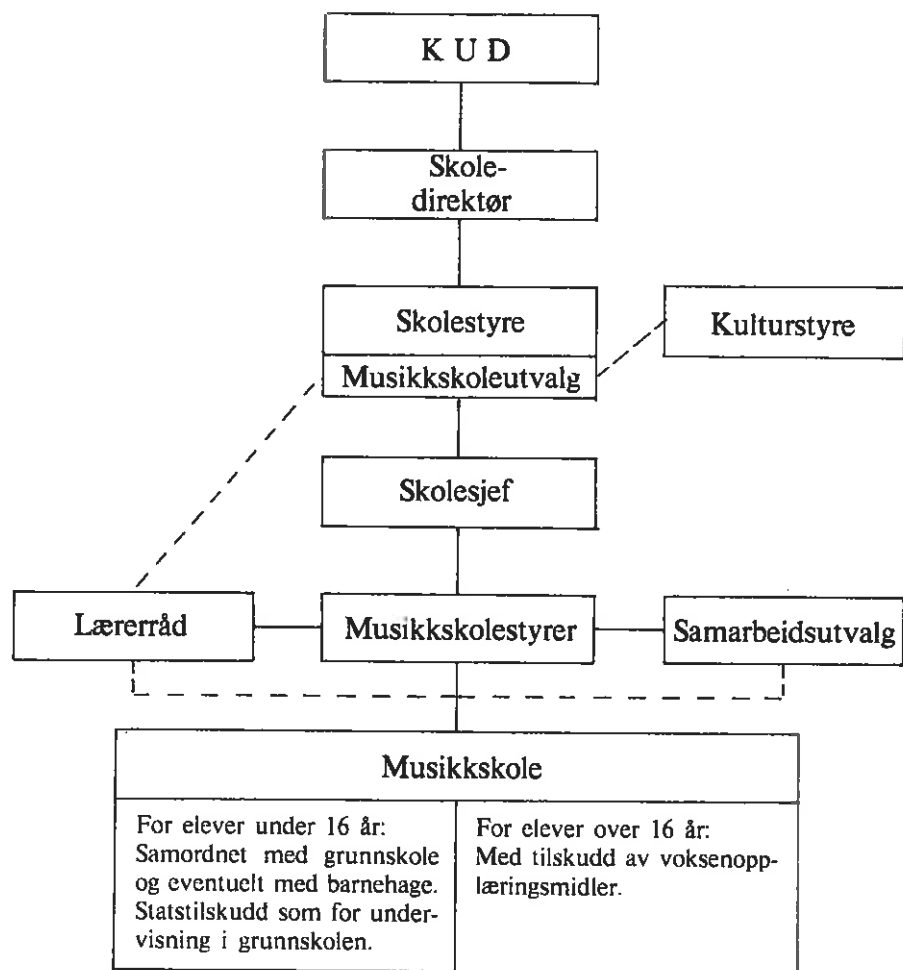 K U D
Skole-
direktør
Skolestyre
Kulturstyre
Musikkskoleutvalg
Skolesjef
Lærerråd
Musikkskolestyrer
Samarbeidsutvalg
Musikkskole
For elever under 16 år:
Samordnet med grunnskole
og eventuelt med barnehage.
Statstilskudd som for under-
visning i grunnskolen.
For elever over 16 år:
Med tilskudd av voksenopp-
læringsmidler.